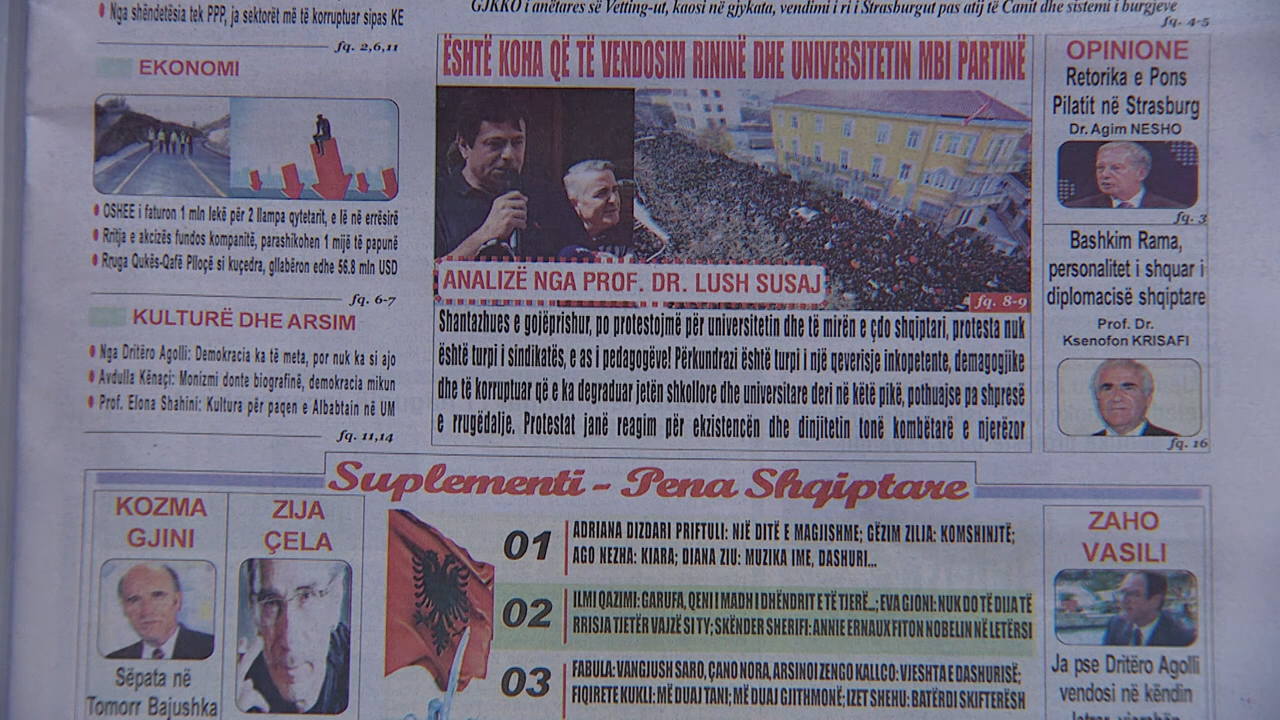 Nga shëndetësia tek PPP, ja sektorët më të korruptuar sipas KE
fq. 2,6,11
GJKKO i anëtares së Vetting-ut, kaosi në gjykata, vendimi i ri i Strasburgut pas atij të Canit dhe sistemi i burgjeve
fq. 4-5
EKONOMI
OSHEE i faturon 1 mln lekë për 2 llampa qytetarit, e lë në errësirë
Rritja e akcizës fundos kompanitë, parashikohen 1 mijë të papunë
Rruga Qukës-Qafë Plloçë si kuçedra, gllabëron edhe 56.8 mln USD
fq. 6-7
KULTURË DHE ARSIM
Nga Dritëro Agolli: Demokracia ka të meta, por nuk ka si ajo
Avdulla Kënaçi: Monizmi donte biografinë, demokracia mikun
Prof. Elona Shahini: Kultura për paqen e Albabtain në UM
fq. 11,14
ËSHTË KOHA QË TË VENDOSIM RININË DHE UNIVERSITETIN MBI PARTINË
ANALIZË NGA PROF. DR. LUSH SUSAJ
fq. 8-9
Shantazhues e gojëprishur, po protestojmë për universitetin dhe të mirën e çdo shqiptari, protesta nuk
është turpi i sindikatës, e as i pedagogëve! Përkundrazi është turpi i një qeverisje inkopetente, demagogjike
dhe të korruptuar që e ka degraduar jetën shkollore dhe universitare deri në këtë pikë, pothuajse pa shpresë
e rrugëdalje. Protestat janë reagim për ekzistencën dhe dinjitetin tonë kombëtarë e njerëzor
OPINIONE
Retorika e Pons
Pilatit në Strasburg
Dr. Agim NESHO
fq. 3
Bashkim Rama,
personalitet i shquar i
diplomacisë shqiptare
Prof. Dr.
Ksenofon KRISAFI
fq. 16
Suplementi - Pena Shqiptare
KOZMA
GJINI
Sëpata në
Tomorr Bajushka
ZIJA
ÇELA
01
ADRIANA DIZDARI PRIFTULI: NJË DITË E MAGJISHME; GËZIM ZILJA: KOMSHINJTË;
AGO NEZHA: KIARA; DIANA ZIU: MUZIKA IME, DASHURI...
02
ILMI QAZIMI: GARUFA, QENI I MADH I DHËNDRIT E TË TJERË...; EVA GJONI: NUK DO TË DIJA TË
RRISJA TJETËR VAJZË SI TY; SKËNDER SHERIFI: ANNIE ERNAUX FITON NOBELIN NË LETËRSI
03
FABULA: VANGJUSH SARO, ÇANO NORA, ARSINOI ZENGO KALLCO: VJESHTA E DASHURISË;
FIQIRETE KUKLI: MË DUAJ TANI; MË DUAJ GJITHMONË; IZET SHEHU: BATËRDI SKIFTERËSH
ZAHO
VASILI
Ja pse Dritëro Agolli
vendosi në këndin